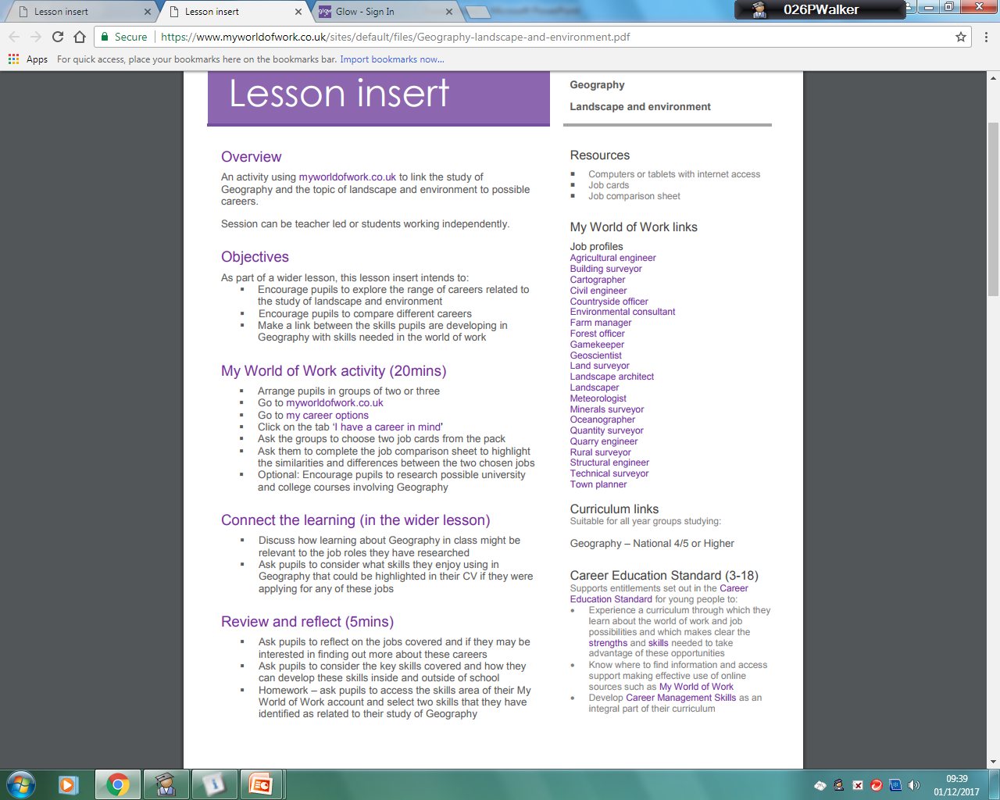 Lesson insert
Lesson insert
Glow - Sign In
026PWalker
Secure
https://www.myworldofwork.co.uk/sites/default/files/Geography-landscape-and-environment.pdf
Apps
For quick access, place your bookmarks here on the bookmarks bar. Import bookmarks now...
Lesson insert
Geography
Landscape and environment
Overview
An activity using myworldofwork.co.uk to link the study of
Geography and the topic of landscape and environment to possible
careers.
Session can be teacher led or students working independently.
Objectives
As part of a wider lesson, this lesson insert intends to:
▪ Encourage pupils to explore the range of careers related to
the study of landscape and environment
▪ Encourage pupils to compare different careers
▪ Make a link between the skills pupils are developing in
Geography with skills needed in the world of work
My World of Work activity (20mins)
▪ Arrange pupils in groups of two or three
▪ Go to myworldofwork.co.uk
▪ Go to my career options
▪ Click on the tab ‘I have a career in mind’
▪ Ask the groups to choose two job cards from the pack
▪ Ask them to complete the job comparison sheet to highlight
the similarities and differences between the two chosen jobs
▪ Optional: Encourage pupils to research possible university
and college courses involving Geography
Connect the learning (in the wider lesson)
▪ Discuss how learning about Geography in class might be
relevant to the job roles they have researched
▪ Ask pupils to consider what skills they enjoy using in
Geography that could be highlighted in their CV if they were
applying for any of these jobs
Review and reflect (5mins)
▪ Ask pupils to reflect on the jobs covered and if they may be
interested in finding out more about these careers
▪ Ask pupils to consider the key skills covered and how they
can develop these skills inside and outside of school
▪ Homework – ask pupils to access the skills area of their My
World of Work account and select two skills that they have
identified as related to their study of Geography
Resources
▪ Computers or tablets with internet access
▪ Job cards
▪ Job comparison sheet
My World of Work links
Job profiles
Agricultural engineer
Building surveyor
Cartographer
Civil engineer
Countryside officer
Environmental consultant
Farm manager
Forest officer
Gamekeeper
Geoscientist
Land surveyor
Landscape architect
Landscaper
Meteorologist
Minerals surveyor
Oceanographer
Quantity surveyor
Quarry engineer
Rural surveyor
Structural engineer
Technical surveyor
Town planner
Curriculum links
Suitable for all year groups studying:
Geography – National 4/5 or Higher
Career Education Standard (3-18)
Supports entitlements set out in the Career
Education Standard for young people to:
• Experience a curriculum through which they
learn about the world of work and job
possibilities and which makes clear the
strengths and skills needed to take
advantage of these opportunities
• Know where to find information and access
support making effective use of online
sources such as My World of Work
• Develop Career Management Skills as an
integral part of their curriculum
09:39
01/12/2017